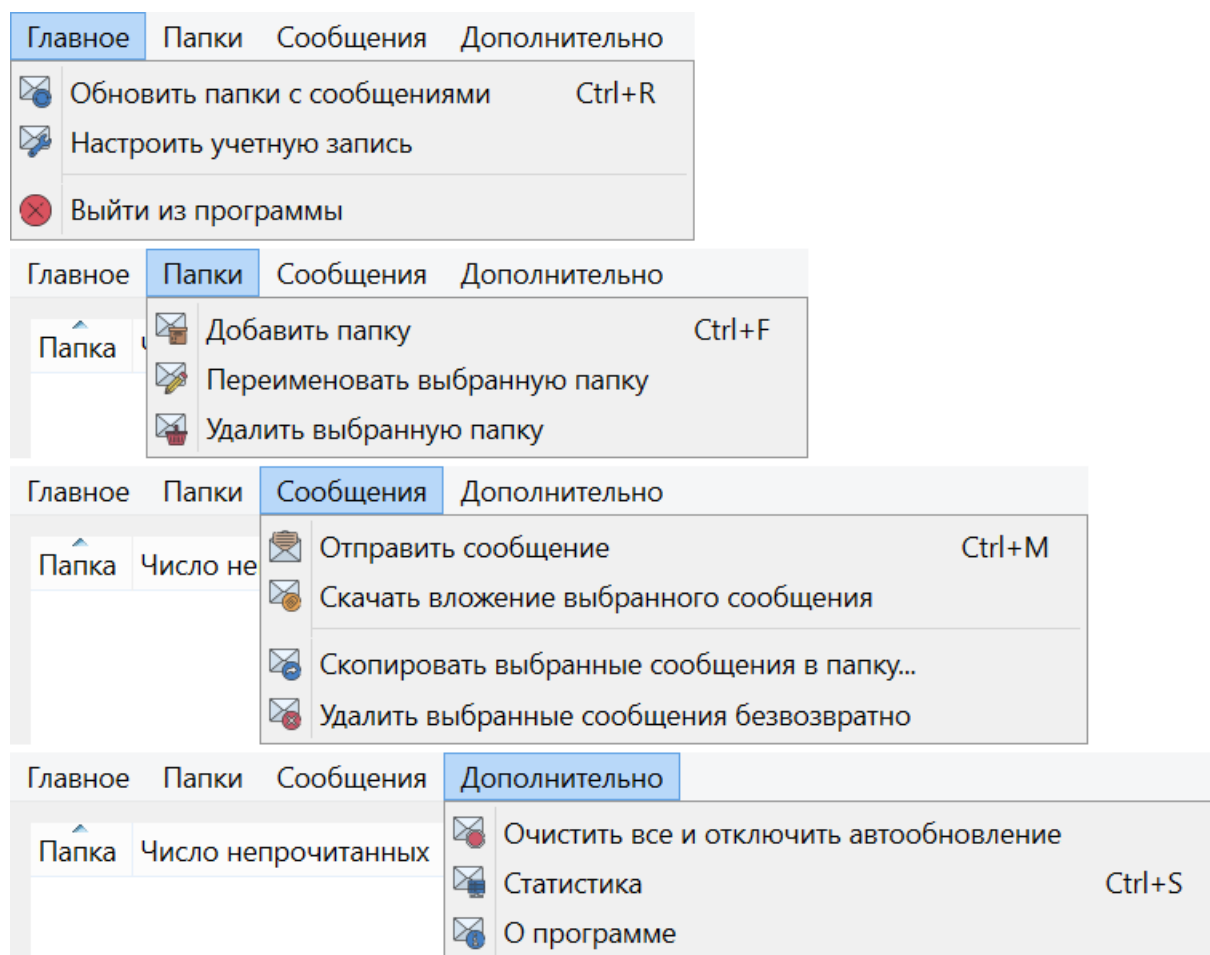 Главное Папки Сообщения Дополнительно
Обновить папки с сообщениями Ctrl+R
Настроить учетную запись
Выйти из программы
Главное Папки Сообщения Дополнительно
Папка
Добавить папку Ctrl+F
Переименовать выбранную папку
Удалить выбранную папку
Главное Папки Сообщения Дополнительно
Папка Число
Отправить сообщение Ctrl+M
Скачать вложение выбранного сообщения
Скопировать выбранные сообщения в папку...
Удалить выбранные сообщения безвозвратно
Главное Папки Сообщения Дополнительно
Папка Число непрочитанных
Очистить все и отключить автообновление
Статистика Ctrl+S
О программе